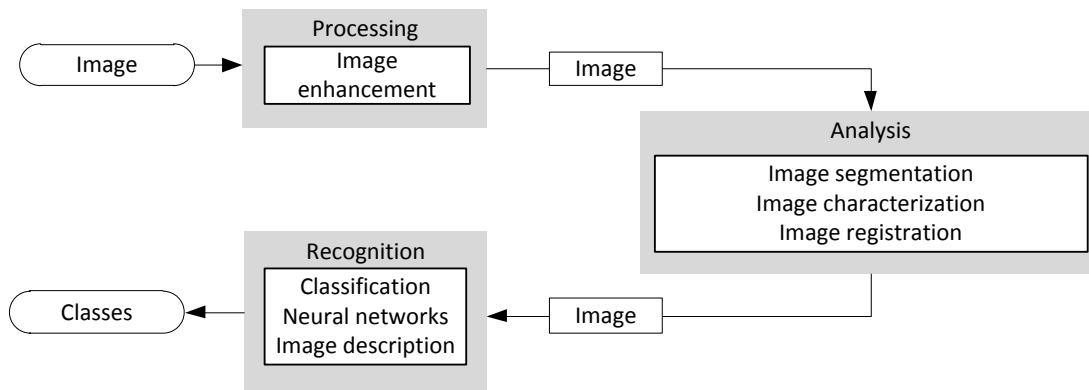 Image
Processing
Image
enhancement
Image
Analysis
Image segmentation
Image characterization
Image registration
Image
Recognition
Classification
Neural networks
Image description
Classes